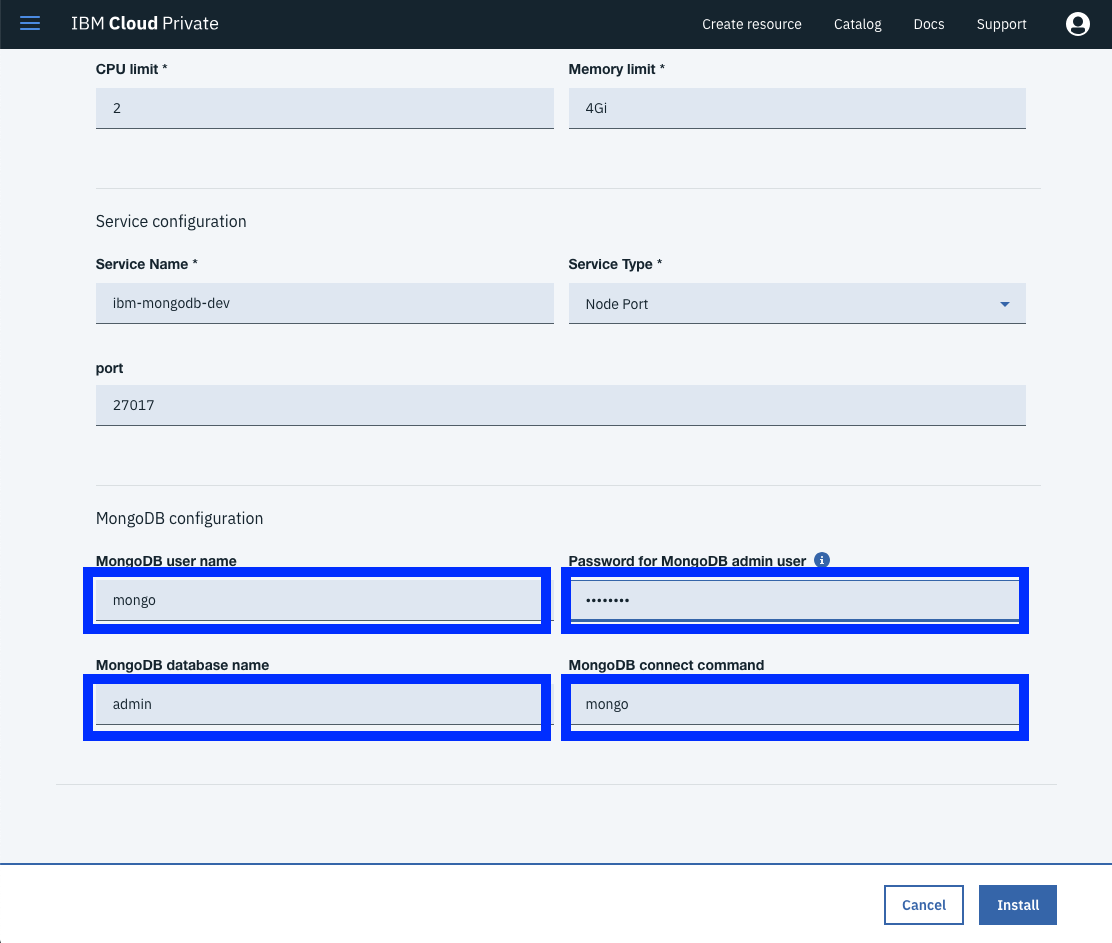 IBM Cloud Private
Create resource Catalog Docs Support
CPU limit * Memory limit *
2 4Gi
Service configuration
Service Name * Service Type *
ibm-mongodb-dev Node Port
port
27017
MongoDB configuration
MongoDB user name Password for MongoDB admin user i
mongo ••••••••
MongoDB database name MongoDB connect command
admin mongo
Cancel Install